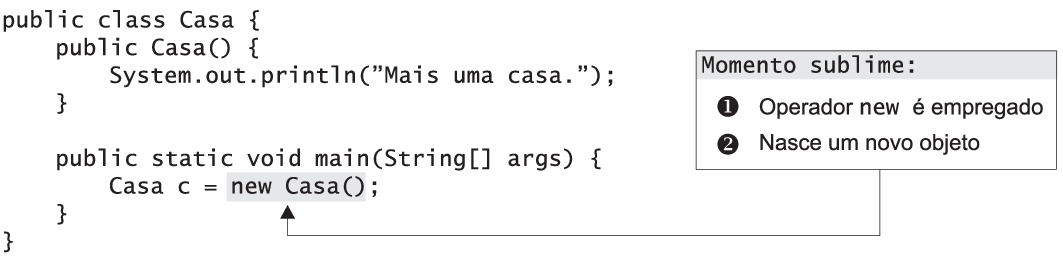 public class Casa {
public Casa() {
System.out.println(”Mais uma casa.”);
}
public static void main(String[] args) {
Casa c = new Casa();
}
}
Momento sublime:
❶ Operador new é empregado
❷ Nasce um novo objeto